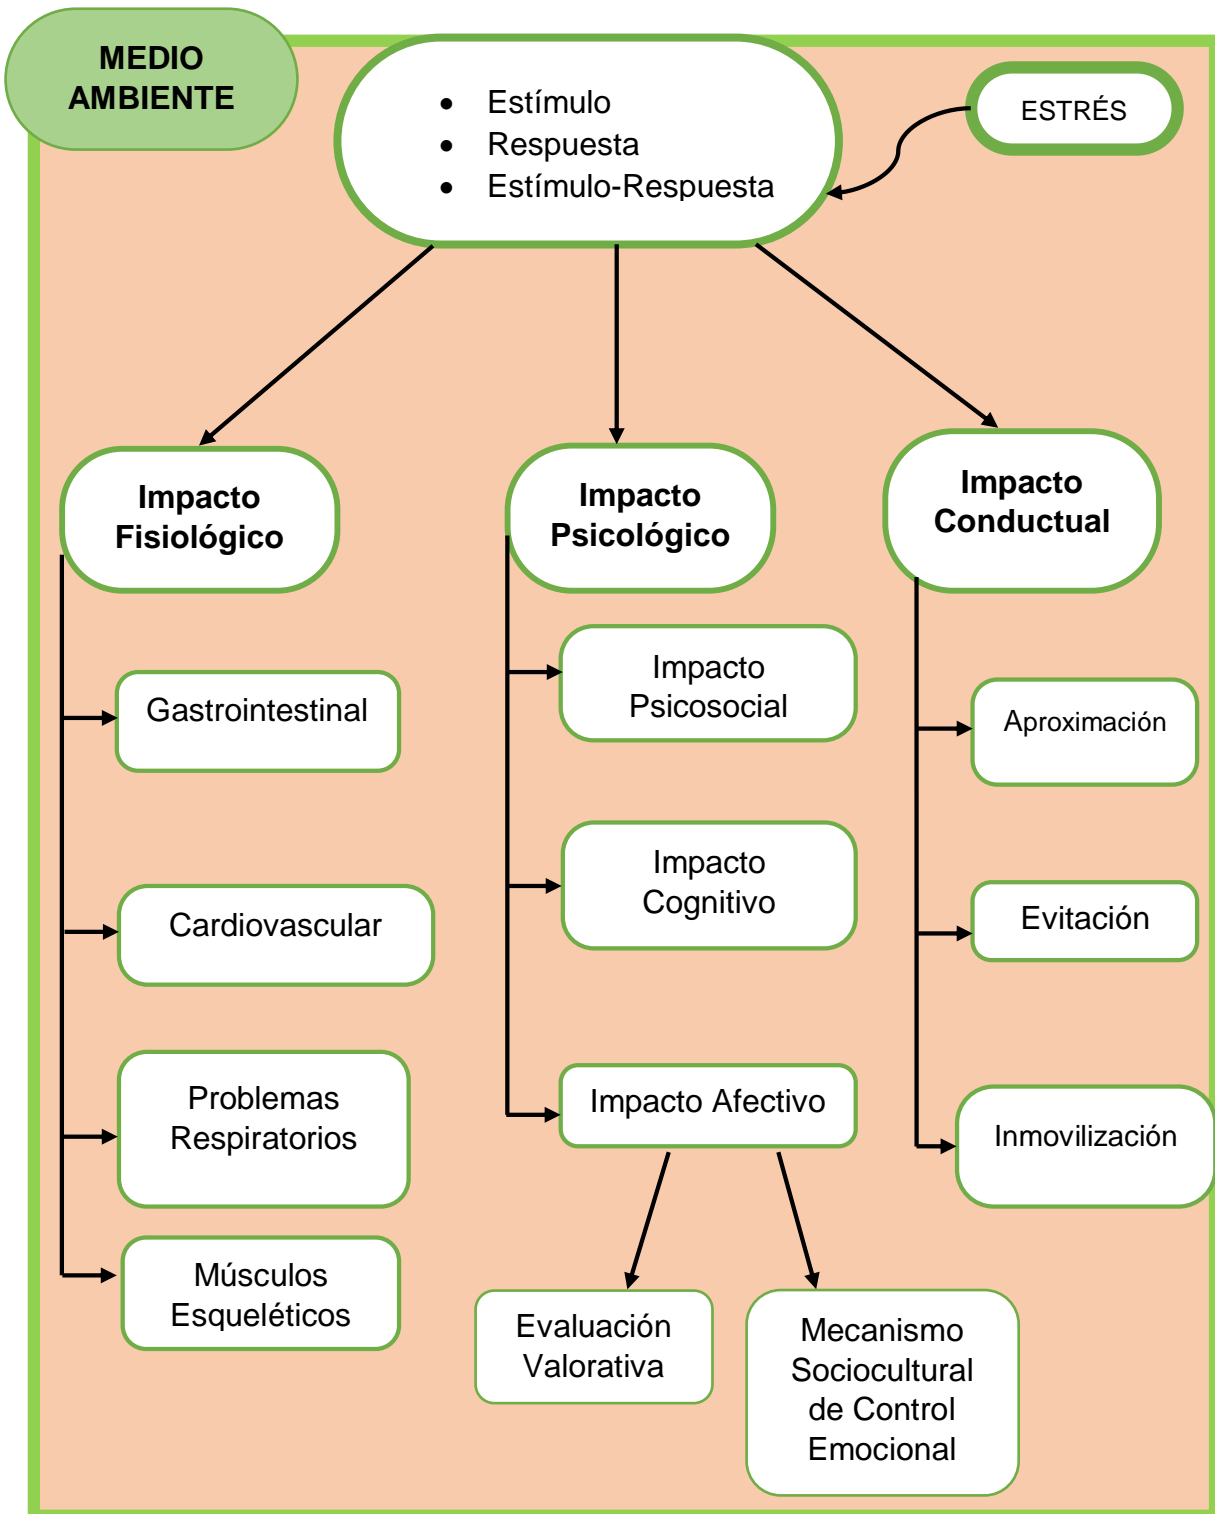 MEDIO
AMBIENTE
• Estímulo
• Respuesta
• Estímulo-Respuesta
ESTRÉS
Impacto
Fisiológico
Impacto
Psicológico
Impacto
Conductual
Gastrointestinal
Cardiovascular
Problemas
Respiratorios
Músculos
Esqueléticos
Impacto
Psicosocial
Impacto
Cognitivo
Impacto Afectivo
Evaluación
Valorativa
Mecanismo
Sociocultural
de Control
Emocional
Aproximación
Evitación
Inmovilización